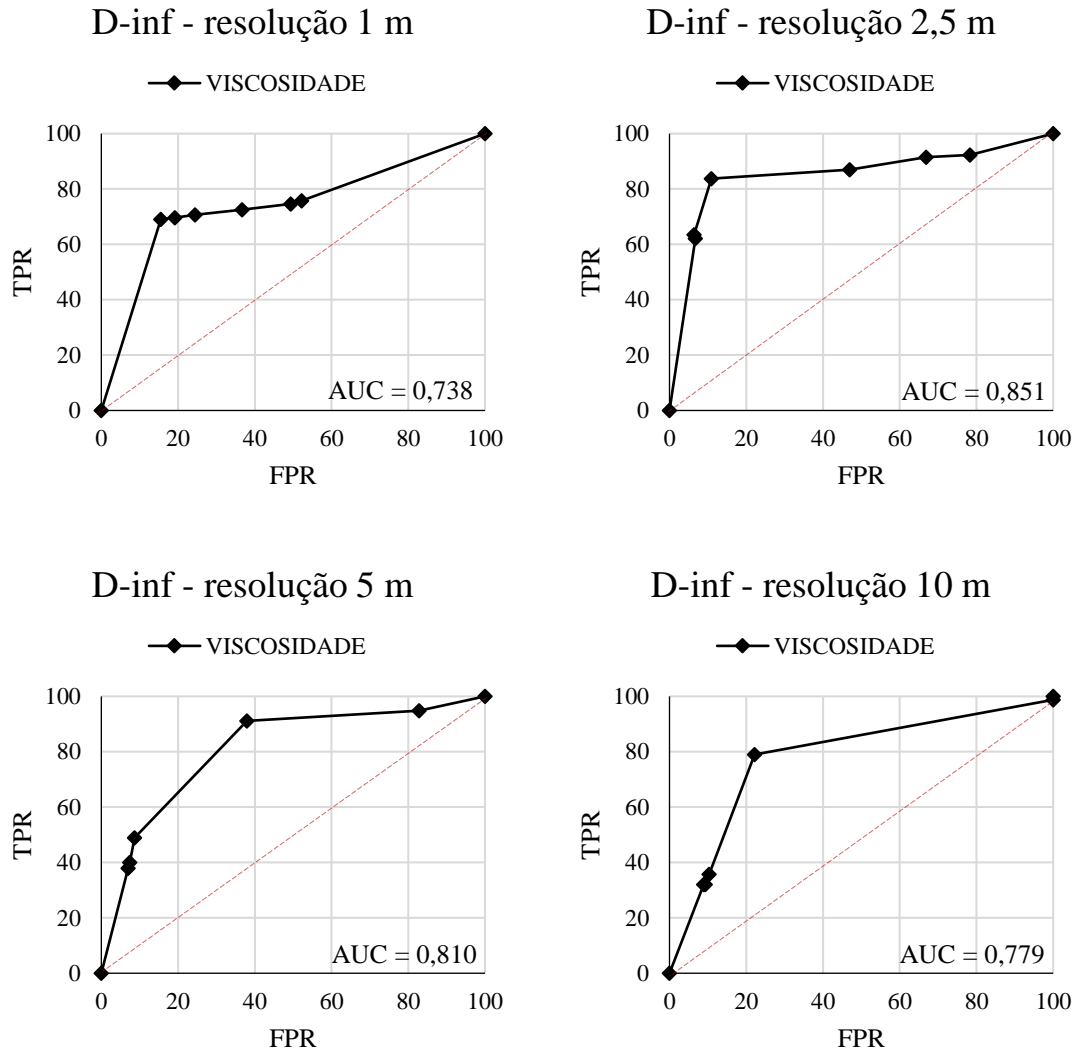 D-inf - resolução 1 m
VISCOSIDADE
100
80
60
40
20
0
TPR
AUC = 0,738
0 20 40 60 80 100
FPR
D-inf - resolução 2,5 m
VISCOSIDADE
100
80
60
40
20
0
TPR
AUC = 0,851
0 20 40 60 80 100
FPR
D-inf - resolução 5 m
VISCOSIDADE
100
80
60
40
20
0
TPR
AUC = 0,810
0 20 40 60 80 100
FPR
D-inf - resolução 10 m
VISCOSIDADE
100
80
60
40
20
0
TPR
AUC = 0,779
0 20 40 60 80 100
FPR